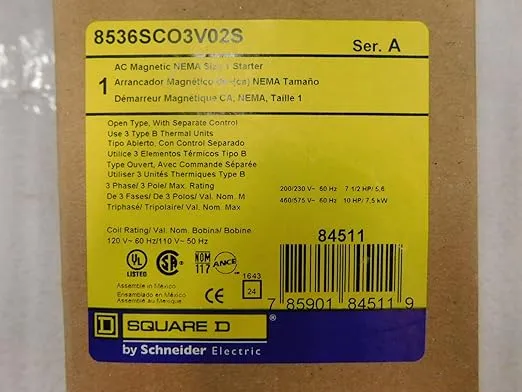 8536SCO3V02S
Ser. A
AC Magnetic NEMA Size 1 Starter
1 Arrancador Magnético de (ca) NEMA Tamaño
Démarreur Magnétique CA, NEMA, Taille 1
Open Type, With Separate Control
Use 3 Type B Thermal Units
Tipo Abierto, Con Control Separado
Utilice 3 Elementos Térmicos Tipo B
Type Ouvert, Avec Commande Séparée
Utiliser 3 Unités Thermiques Type B
3 Phase/ 3 Pole/ Max. Rating 200/230 V~ 60 Hz 7 1/2 HP/ 5,6
De 3 Fases/ De 3 Polos/ Val. Nom. M 460/575 V~ 60 Hz 10 HP/ 7,5 kW
Triphasé/ Tripolaire/ Val. Nom. Max
Coil Rating/ Val. Nom. Bobina/ Bobine
120 V~ 60 Hz/110 V~ 50 Hz
84511
UL LISTED
SA
NOM 117
ANCE
1643
24
CE
Assemble in Mexico
Ensamblado en México
Assemblé au Mexique
7 85901 84511 9
D SQUARE D ®
by Schneider Electric